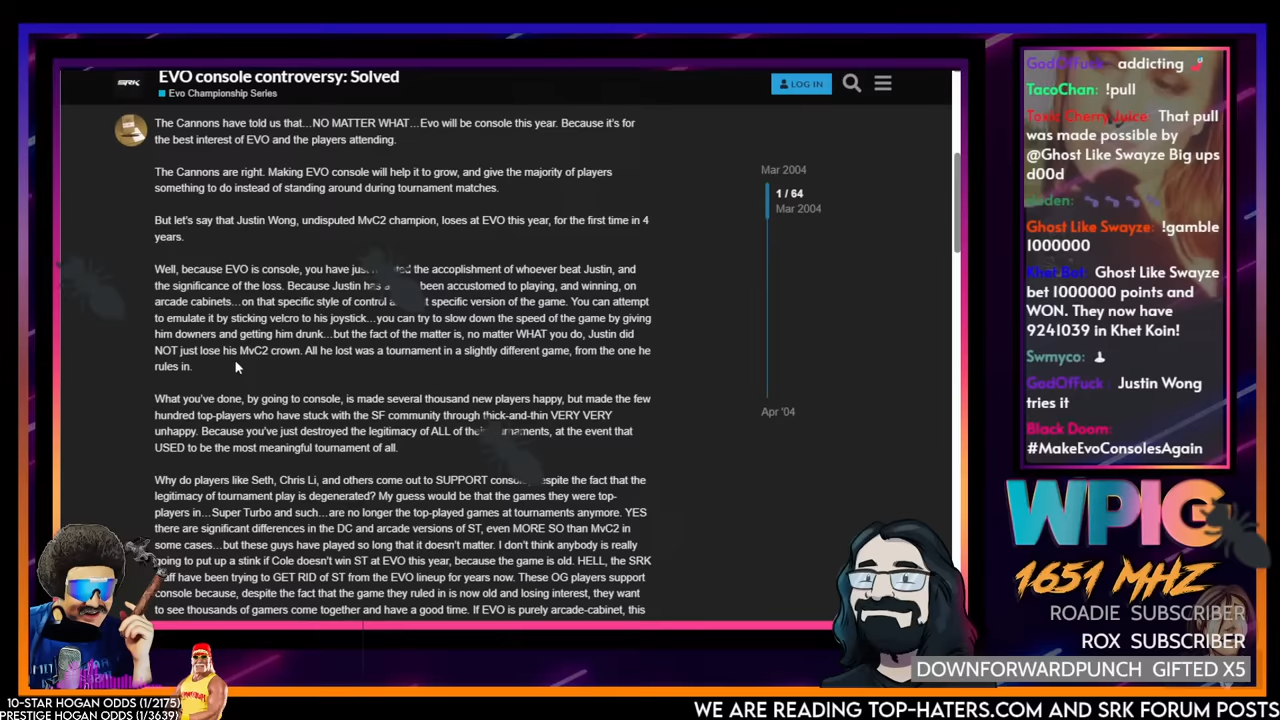 EVO console controversy: Solved
SRK
Evo Championship Series
LOG IN
The Cannons have told us that…NO MATTER WHAT…Evo will be console this year. Because it's for
the best interest of EVO and the players attending.
The Cannons are right. Making EVO console will help it to grow, and give the majority of players
something to do instead of standing around during tournament matches.
But let's say that Justin Wong, undisputed MvC2 champion, loses at EVO this year, for the first time in 4
years.
Well, because EVO is console, you have just the accoplishment of whoever beat Justin, and
the significance of the loss. Because Justin has been accustomed to playing, and winning, on
arcade cabinets…on that specific style of control specific version of the game. You can attempt
to emulate it by sticking velcro to his joystick…you can try to slow down the speed of the game by giving
him downers and getting him drunk…but the fact of the matter is, no matter WHAT you do, Justin did
NOT just lose his MvC2 crown. All he lost was a tournament in a slightly different game, from the one he
rules in.
What you've done, by going to console, is made several thousand new players happy, but made the few
hundred top-players who have stuck with the SF community through thick-and-thin VERY VERY
unhappy. Because you've just destroyed the legitimacy of ALL of their tournaments, at the event that
USED to be the most meaningful tournament of all.
Why do players like Seth, Chris Li, and others come out to SUPPORT despite the fact that the
legitimacy of tournament play is degenerated? My guess would be that the games they were top-
players in…Super Turbo and such…are no longer the top-played games at tournaments anymore. YES
there are significant differences in the DC and arcade versions of ST, even MORE SO than MvC2 in
some cases…but these guys have played so long that it doesn't matter. I don't think anybody is really
going to put up a stink if Cole doesn't win ST at EVO this year, because the game is old. HELL, the SRK
have been trying to GET RID of ST from the EVO lineup for years now. These OG players support
console because, despite the fact that the game they ruled in is now old and losing interest, they want
to see thousands of gamers come together and have a good time. If EVO is purely arcade-cabinet, this
Mar 2004
1 / 64
Mar 2004
Apr '04
GodOfFuck: addicting
TacoChan: !pull
Toxic Cherry Juice: That pull
was made possible by
@Ghost Like Swayze Big ups
d00d
Ghost Like Swayze: !gamble
1000000
Khet Bot: Ghost Like Swayze
bet 1000000 points and
WON. They now have
9241039 in Khet Koin!
Swmyco:
GodOfFuck: Justin Wong
tries it
Black Doom:
#MakeEvoConsolesAgain
WPIG
1651 MHZ
ROADIE SUBSCRIBER
ROX SUBSCRIBER
DOWNFORWARDPUNCH GIFTED X5
10-STAR HOGAN ODDS (1/2175)
PRESTIGE HOGAN ODDS (1/3639)
WE ARE READING TOP-HATERS.COM AND SRK FORUM POSTS